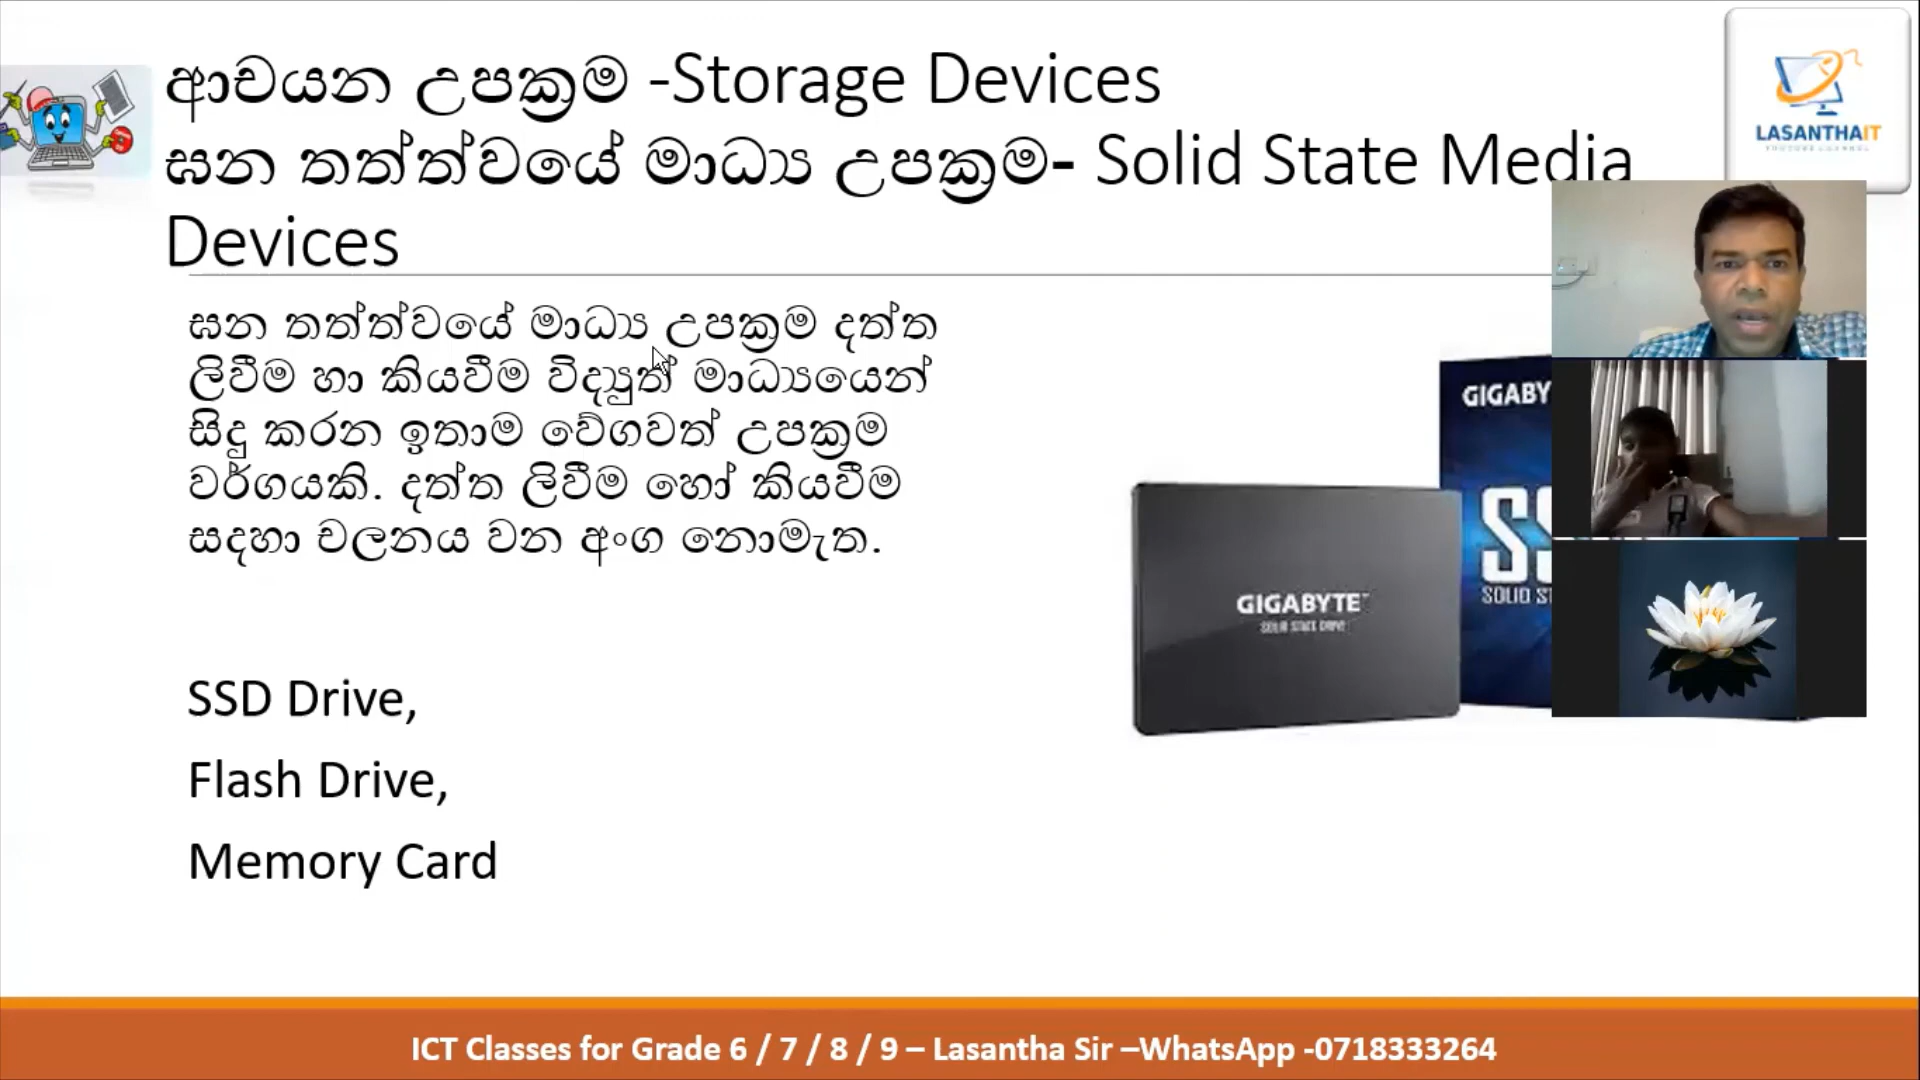 ආචයන උපක්‍රම -Storage Devices
ඝන තත්ත්වයේ මාධ්‍ය උපක්‍රම- Solid State Media
Devices
LASANTHAIT
YOUTUBE CHANNEL
ඝන තත්ත්වයේ මාධ්‍ය උපක්‍රම දත්ත
ලිවීම හා කියවීම විද්‍යුත් මාධ්‍යයෙන්
සිදු කරන ඉතාම වේගවත් උපක්‍රම
වර්ගයකි. දත්ත ලිවීම හෝ කියවීම
සදහා චලනය වන අංග නොමැත.
SSD Drive,
Flash Drive,
Memory Card
GIGABYTE
SOLID STATE DRIVE
GIGABY
SS
SOLID ST
ICT Classes for Grade 6 / 7 / 8 / 9 – Lasantha Sir –WhatsApp -0718333264